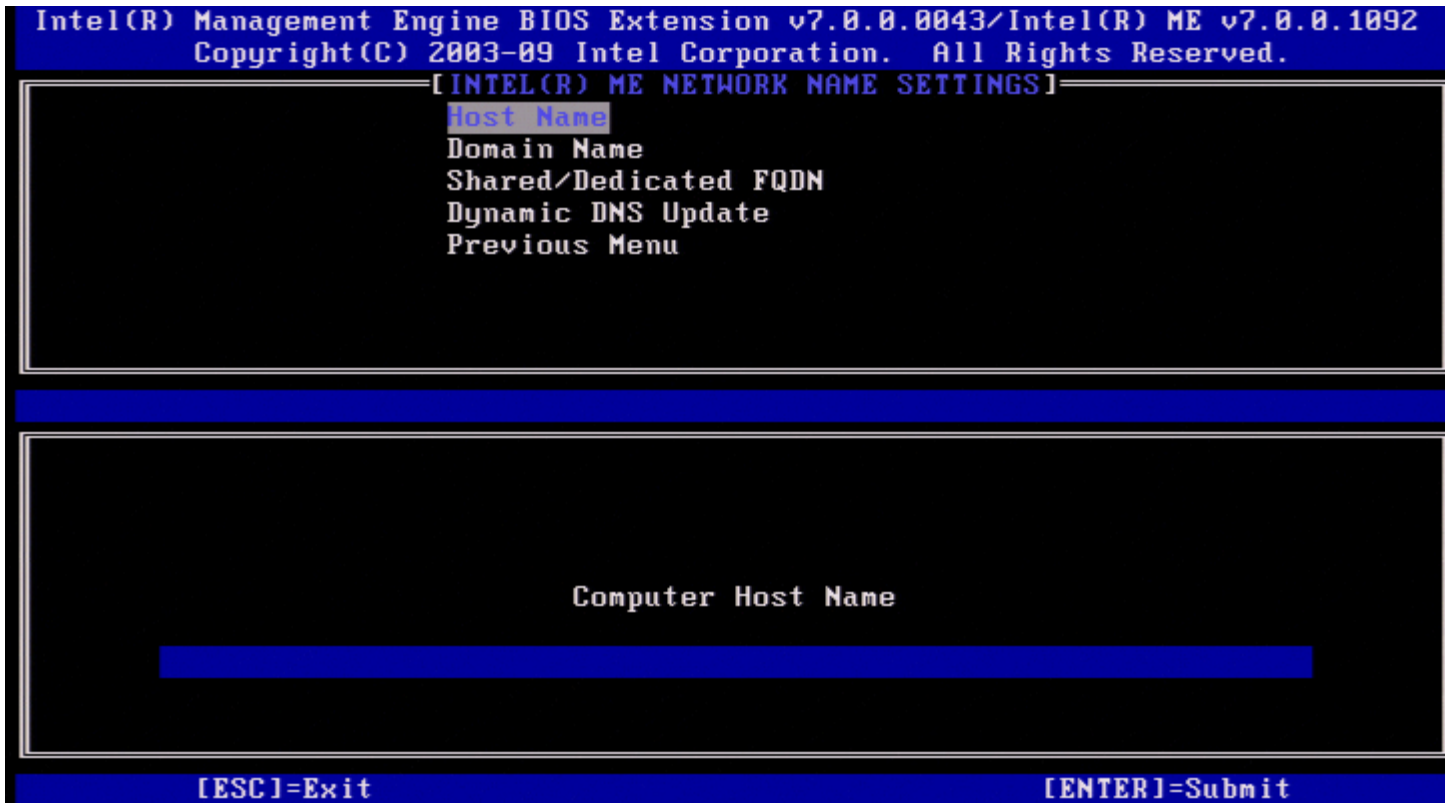 Intel(R) Management Engine BIOS Extension v7.0.0.0043/Intel(R) ME v7.0.0.1092
Copyright(C) 2003-09 Intel Corporation. All Rights Reserved.
[INTEL(R) ME NETWORK NAME SETTINGS]
Host Name
Domain Name
Shared/Dedicated FQDN
Dynamic DNS Update
Previous Menu
Computer Host Name
[ESC]=Exit [ENTER]=Submit